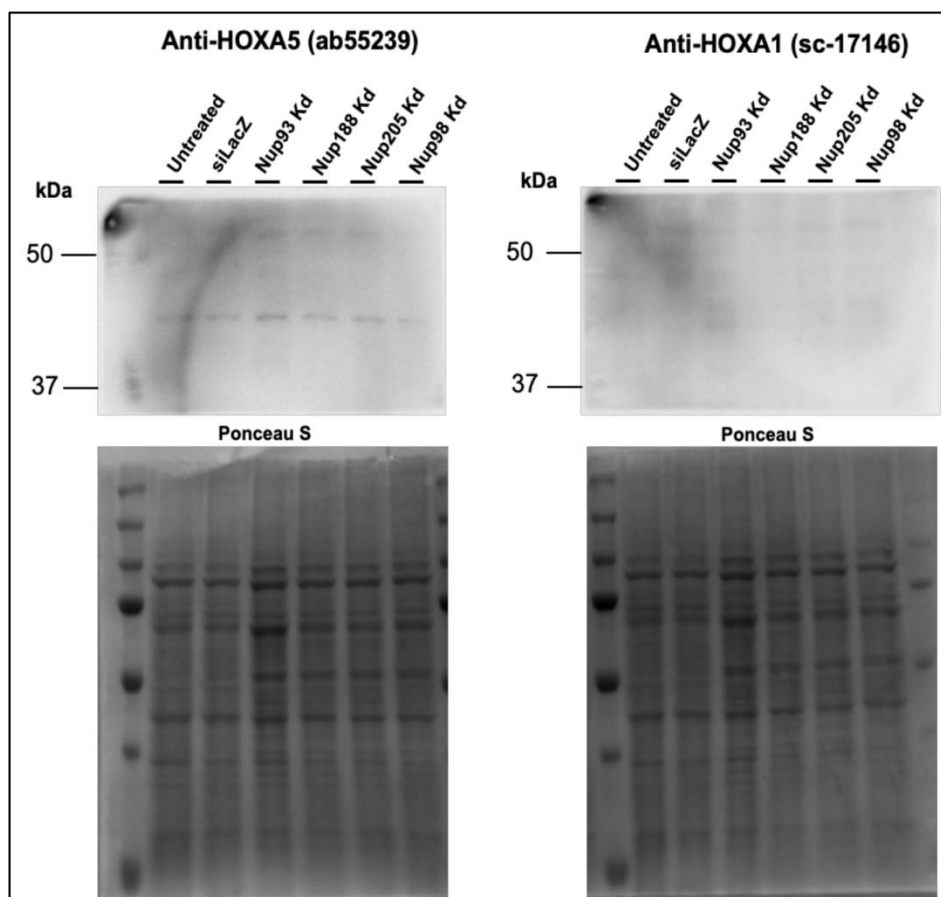 Anti-HOXA5 (ab55239)
Untreated
siLacZ
Nup93 Kd
Nup188 Kd
Nup205 Kd
Nup98 Kd
kDa
50
37
Ponceau S
Anti-HOXA1 (sc-17146)
Untreated
siLacZ
Nup93 Kd
Nup188 Kd
Nup205 Kd
Nup98 Kd
kDa
50
37
Ponceau S